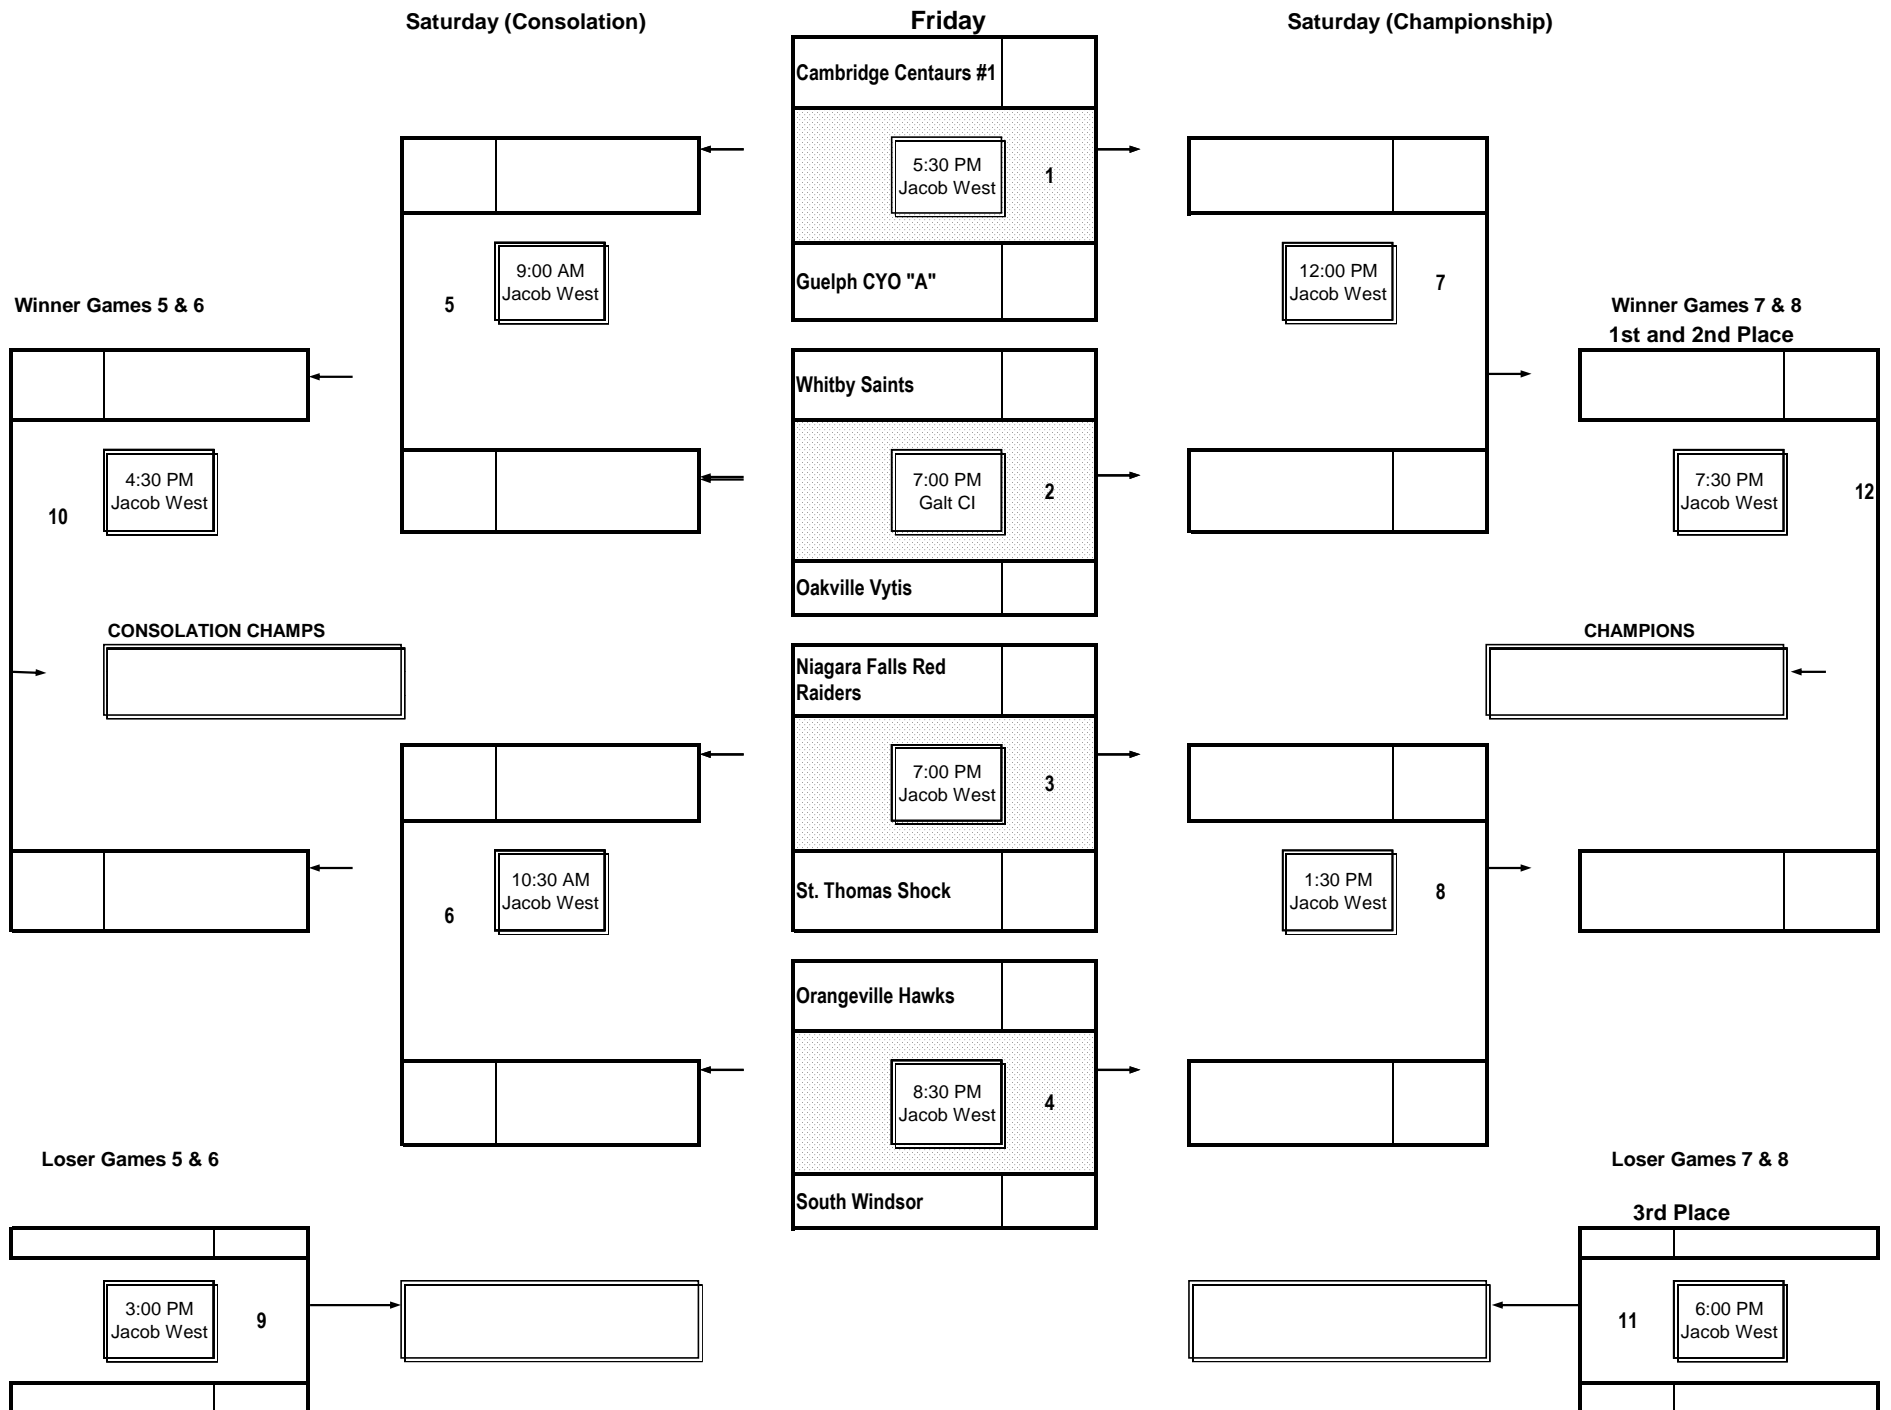 Saturday (Consolation)
Friday
Saturday (Championship)
Cambridge Centaurs #1
5:30 PM
Jacob West
1
Guelph CYO "A"
9:00 AM
Jacob West
5
12:00 PM
Jacob West
7
Winner Games 5 & 6
Winner Games 7 & 8
1st and 2nd Place
Whitby Saints
7:00 PM
Galt CI
2
Oakville Vytis
4:30 PM
Jacob West
10
7:30 PM
Jacob West
12
CONSOLATION CHAMPS
CHAMPIONS
Niagara Falls Red
Raiders
7:00 PM
Jacob West
3
St. Thomas Shock
10:30 AM
Jacob West
6
1:30 PM
Jacob West
8
Orangeville Hawks
8:30 PM
Jacob West
4
South Windsor
Loser Games 5 & 6
Loser Games 7 & 8
3rd Place
3:00 PM
Jacob West
9
11
6:00 PM
Jacob West